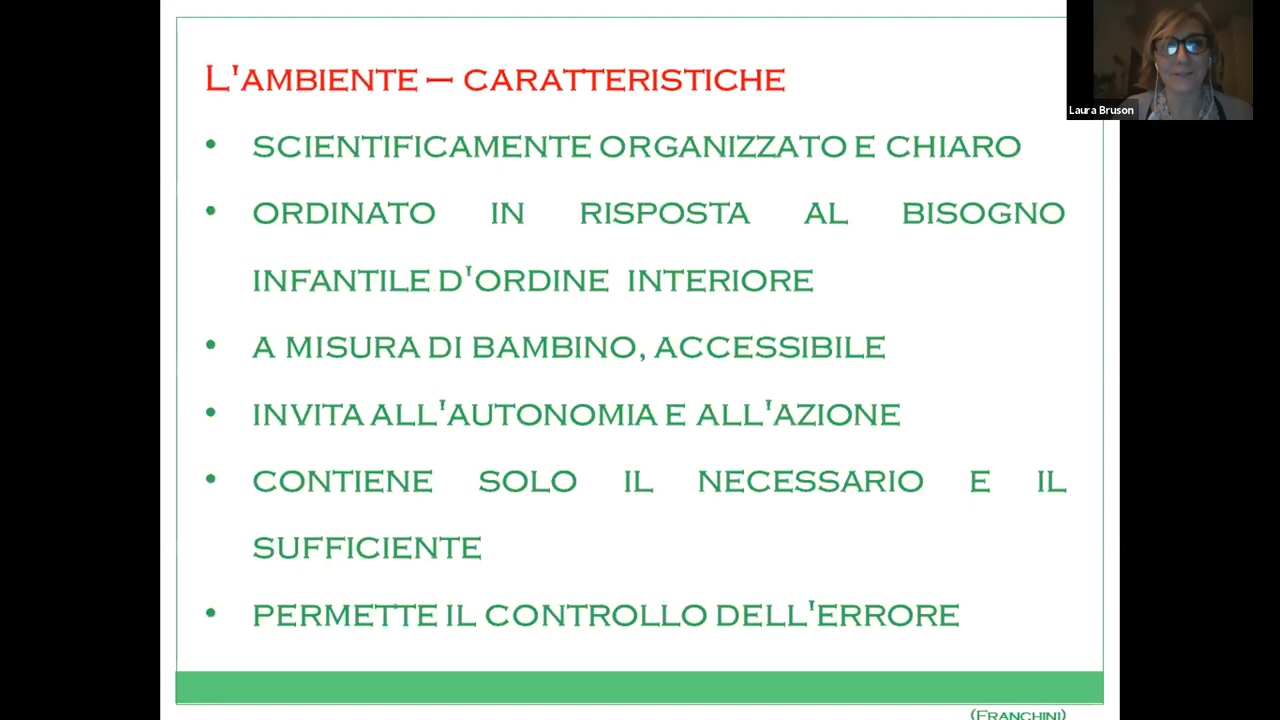 L'AMBIENTE – CARATTERISTICHE
• SCIENTIFICAMENTE ORGANIZZATO E CHIARO
• ORDINATO IN RISPOSTA AL BISOGNO
INFANTILE D'ORDINE INTERIORE
• A MISURA DI BAMBINO, ACCESSIBILE
• INVITA ALL'AUTONOMIA E ALL'AZIONE
• CONTIENE SOLO IL NECESSARIO E IL
SUFFICIENTE
• PERMETTE IL CONTROLLO DELL'ERRORE
(FRANCHINI)
Laura Bruson